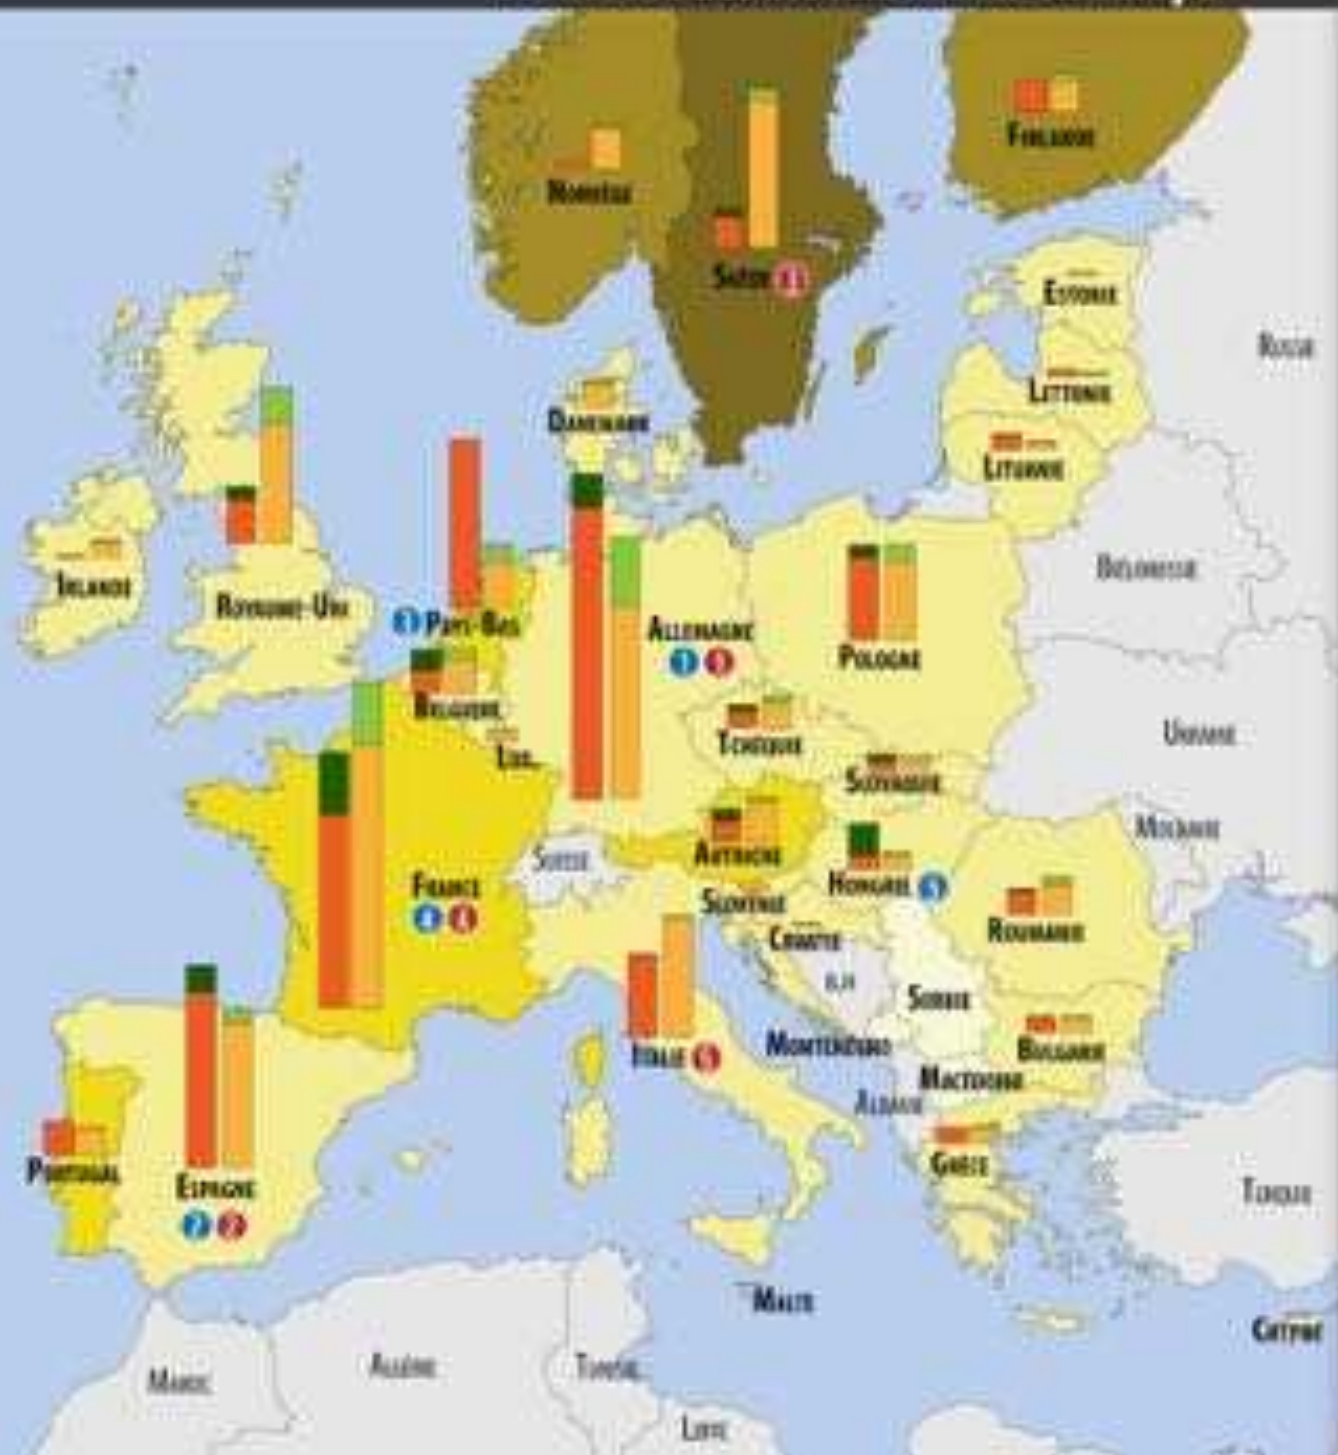 FINLANDE
NORVÈGE
SUÈDE
ESTONIE
RUSSIE
LETTONIE
DANEMARK
LITUANIE
IRLANDE
ROYAUME-UNI
BIÉLORUSSIE
PAYS-BAS
ALLEMAGNE
POLOGNE
BELGIQUE
LUX.
TCHÉQUIE
UKRAINE
SLOVAQUIE
MOLDAVIE
AUTRICHE
SUISSE
HONGRIE
FRANCE
SLOVÉNIE
ROUMANIE
CROATIE
B.H
SERBIE
ITALIE
MONTÉNÉGRO
BULGARIE
MACÉDOINE
ALBANIE
GRÈCE
PORTUGAL
ESPAGNE
TURQUIE
MALTE
CHYPRE
MAROC
ALGÉRIE
TUNISIE
LIBYE